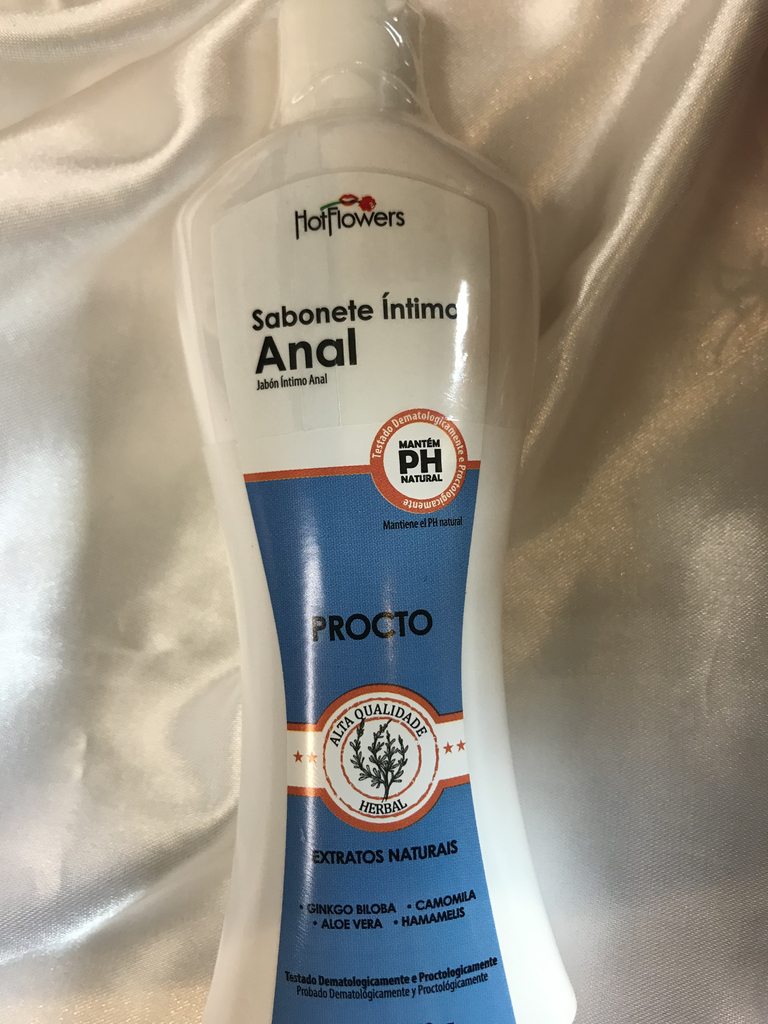 HotFlowers
Sabonete Íntimo
Anal
Jabón Íntimo Anal
Testado Dematologicamente e Proctologicamente
MANTÉM
PH
NATURAL
Mantiene el PH natural
PROCTO
ALTA QUALIDADE
HERBAL
EXTRATOS NATURAIS
• GINKGO BILOBA • CAMOMILA
• ALOE VERA • HAMAMELIS
Testado Dematologicamente e Proctologicamente
Probado Dematológicamente y Proctológicamente